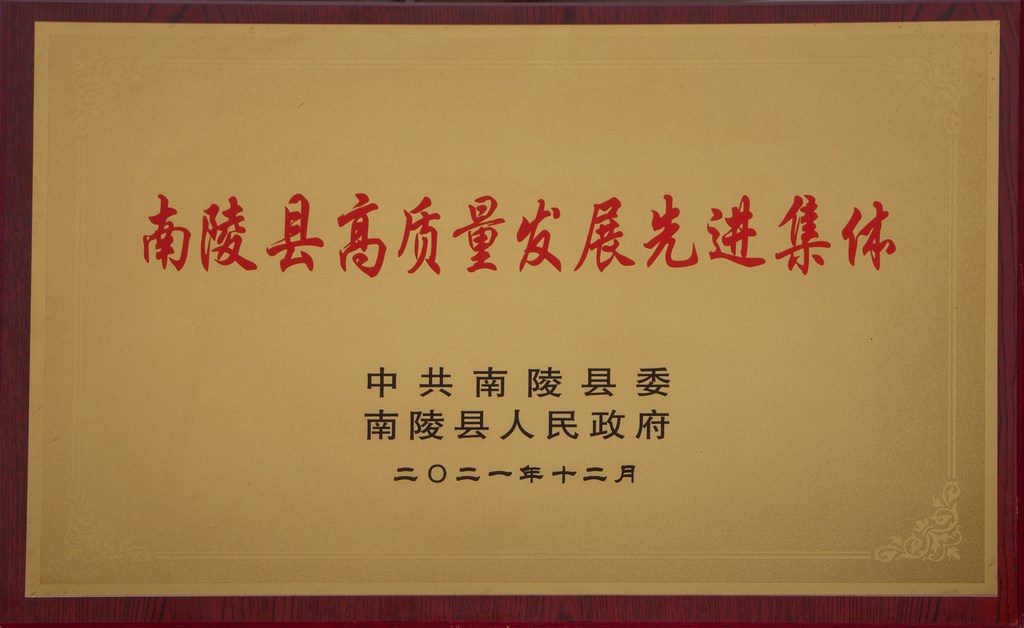 南陵县高质量发展先进集体
中共南陵县委
南陵县人民政府
二〇二一年十二月